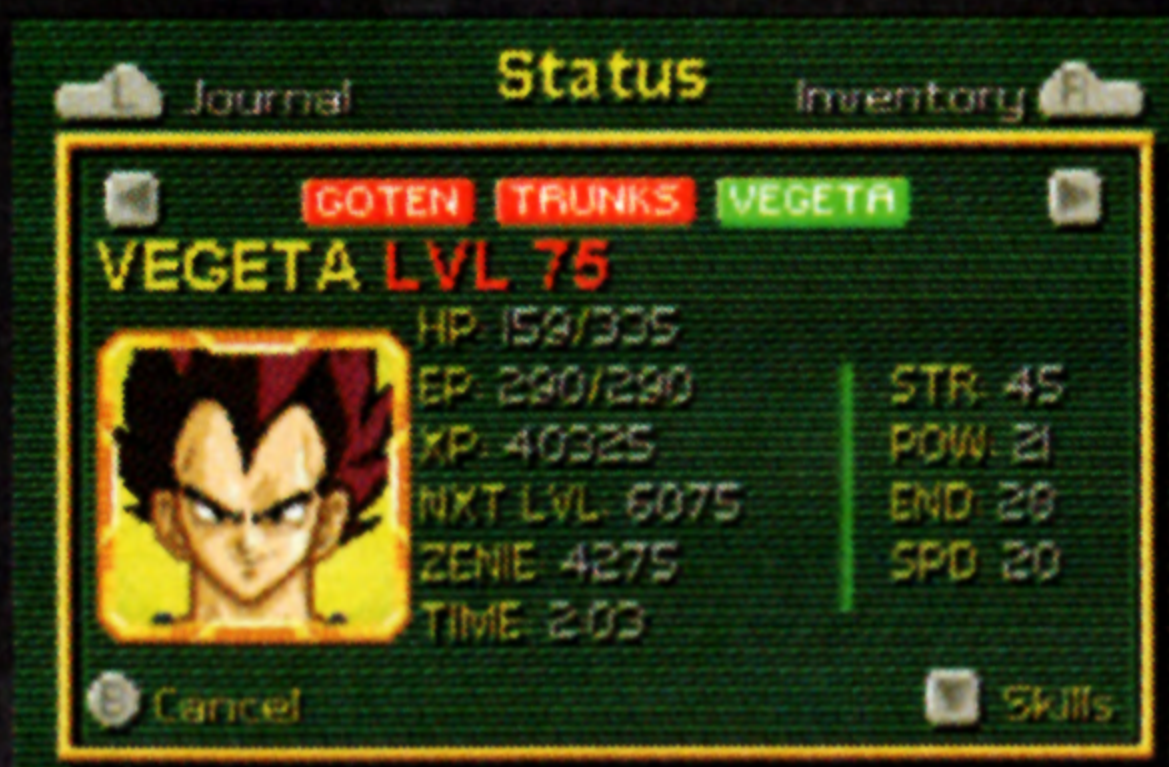 Status
L Journal Inventory R
GOTEN TRUNKS VEGETA
VEGETA LVL 75
HP: 159/335
EP: 290/290 STR: 45
XP: 40325 POW: 21
NXT LVL: 6075 END: 28
ZENIE: 4275 SPD: 20
TIME: 2:03
B Cancel Skills